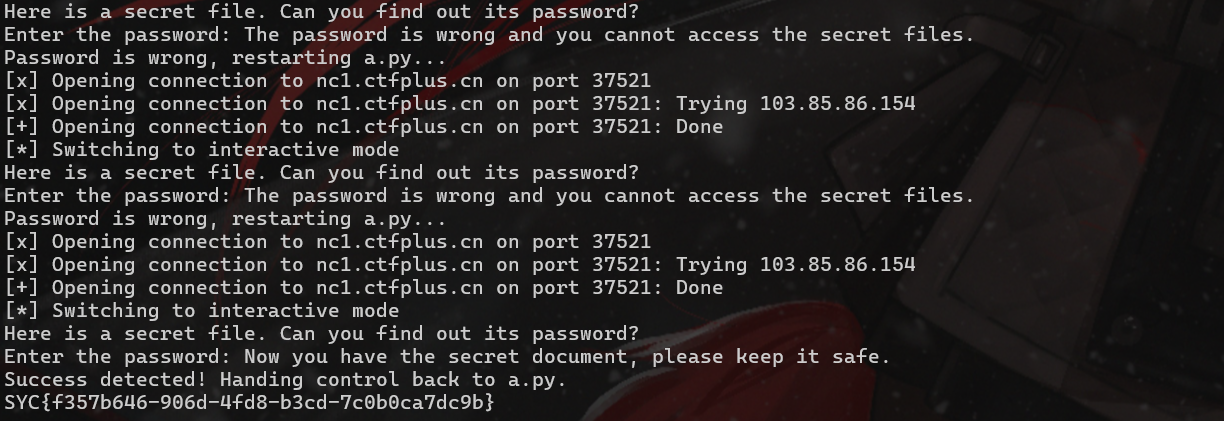 Here is a secret file. Can you find out its password?
Enter the password: The password is wrong and you cannot access the secret files.
Password is wrong, restarting a.py...
[x] Opening connection to nc1.ctfplus.cn on port 37521
[x] Opening connection to nc1.ctfplus.cn on port 37521: Trying 103.85.86.154
[+] Opening connection to nc1.ctfplus.cn on port 37521: Done
[*] Switching to interactive mode
Here is a secret file. Can you find out its password?
Enter the password: The password is wrong and you cannot access the secret files.
Password is wrong, restarting a.py...
[x] Opening connection to nc1.ctfplus.cn on port 37521
[x] Opening connection to nc1.ctfplus.cn on port 37521: Trying 103.85.86.154
[+] Opening connection to nc1.ctfplus.cn on port 37521: Done
[*] Switching to interactive mode
Here is a secret file. Can you find out its password?
Enter the password: Now you have the secret document, please keep it safe.
Success detected! Handing control back to a.py.
SYC{f357b646-906d-4fd8-b3cd-7c0b0ca7dc9b}